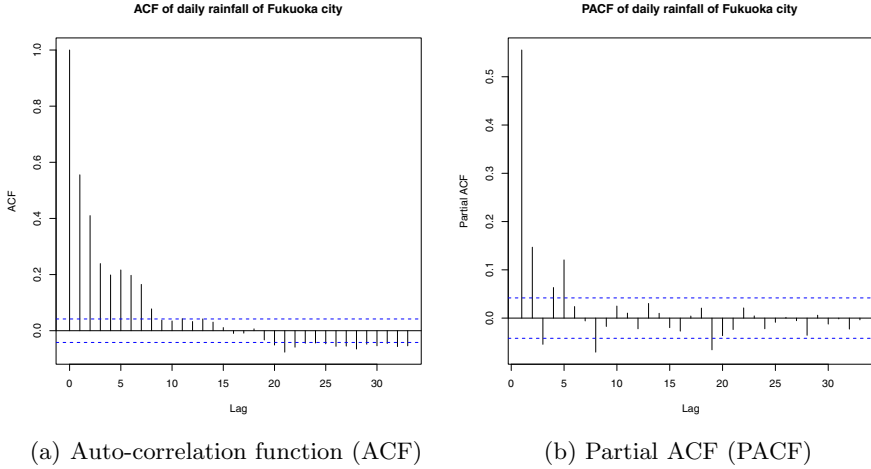 ACF of daily rainfall of Fukuoka city
ACF
0.0 0.2 0.4 0.6 0.8 1.0
0 5 10 15 20 25 30
Lag
(a) Auto-correlation function (ACF)
PACF of daily rainfall of Fukuoka city
Partial ACF
0.0 0.1 0.2 0.3 0.4 0.5
0 5 10 15 20 25 30
Lag
(b) Partial ACF (PACF)